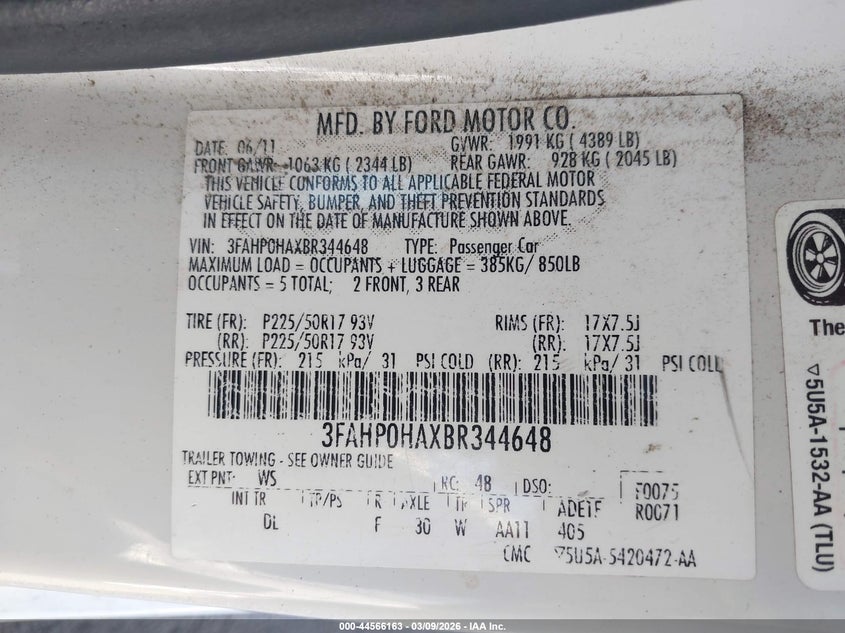 MFD. BY FORD MOTOR CO.
DATE: 06/11 GVWR: 1991 KG ( 4389 LB)
FRONT GAWR: 1063 KG ( 2344 LB) REAR GAWR: 928 KG ( 2045 LB)
THIS VEHICLE CONFORMS TO ALL APPLICABLE FEDERAL MOTOR
VEHICLE SAFETY, BUMPER, AND THEFT PREVENTION STANDARDS
IN EFFECT ON THE DATE OF MANUFACTURE SHOWN ABOVE.
VIN: 3FAHP0HAXBR344648 TYPE: Passenger Car
MAXIMUM LOAD = OCCUPANTS + LUGGAGE = 385KG/ 850LB
OCCUPANTS = 5 TOTAL; 2 FRONT, 3 REAR
TIRE (FR): P225/50R17 93V RIMS (FR): 17X7.5J
(RR): P225/50R17 93V (RR): 17X7.5J
PRESSURE (FR): 215 kPa/ 31 PSI COLD (RR): 215 kPa/ 31 PSI COLD
3FAHP0HAXBR344648
TRAILER TOWING - SEE OWNER GUIDE
EXT PNT: WS RC: 48 DSO: F0075
INT TR TP/PS R AXLE TR SPR ADE1F R0071
DL F 30 W AA11 405
CMC ▽5U5A-5420472-AA
The
▽5U5A-1532-AA (TLU)
000-44566163 - 03/09/2026 - IAA Inc.